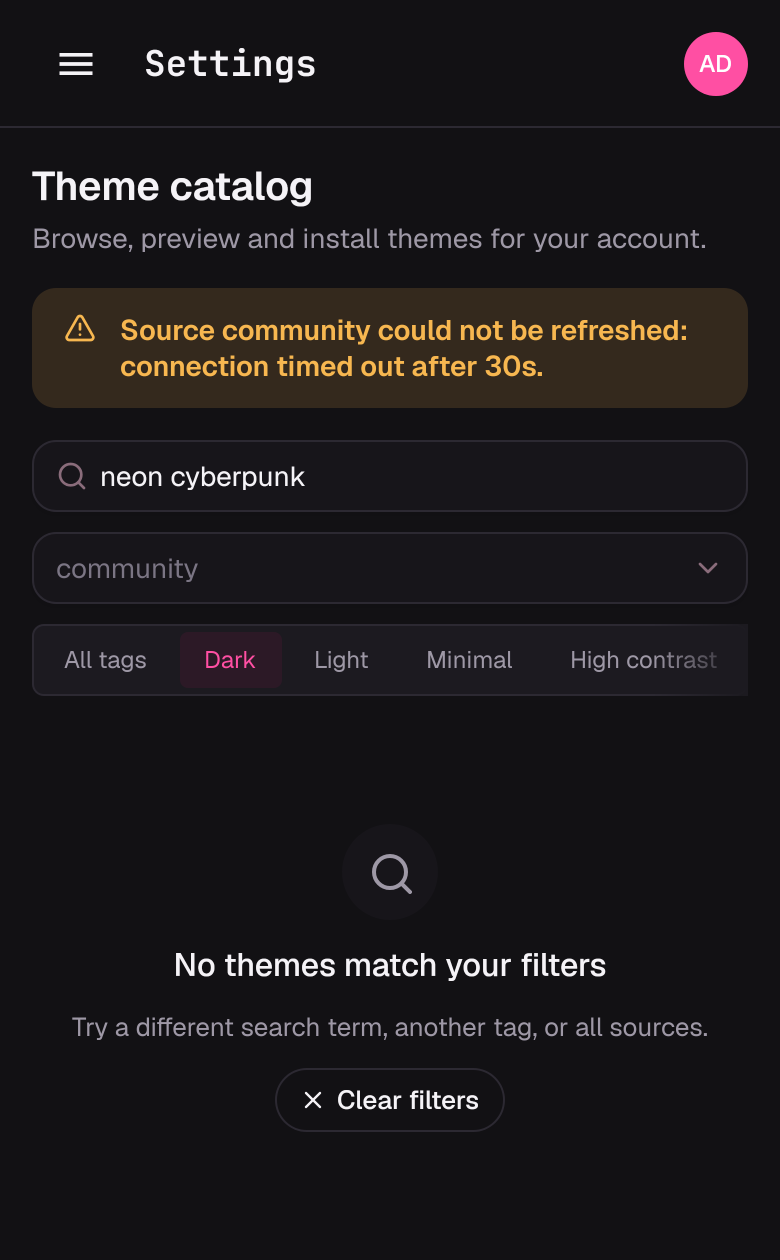 Settings
AD
Theme catalog
Browse, preview and install themes for your account.
Source community could not be refreshed:
connection timed out after 30s.
neon cyberpunk
community
All tags Dark Light Minimal High contrast
No themes match your filters
Try a different search term, another tag, or all sources.
Clear filters